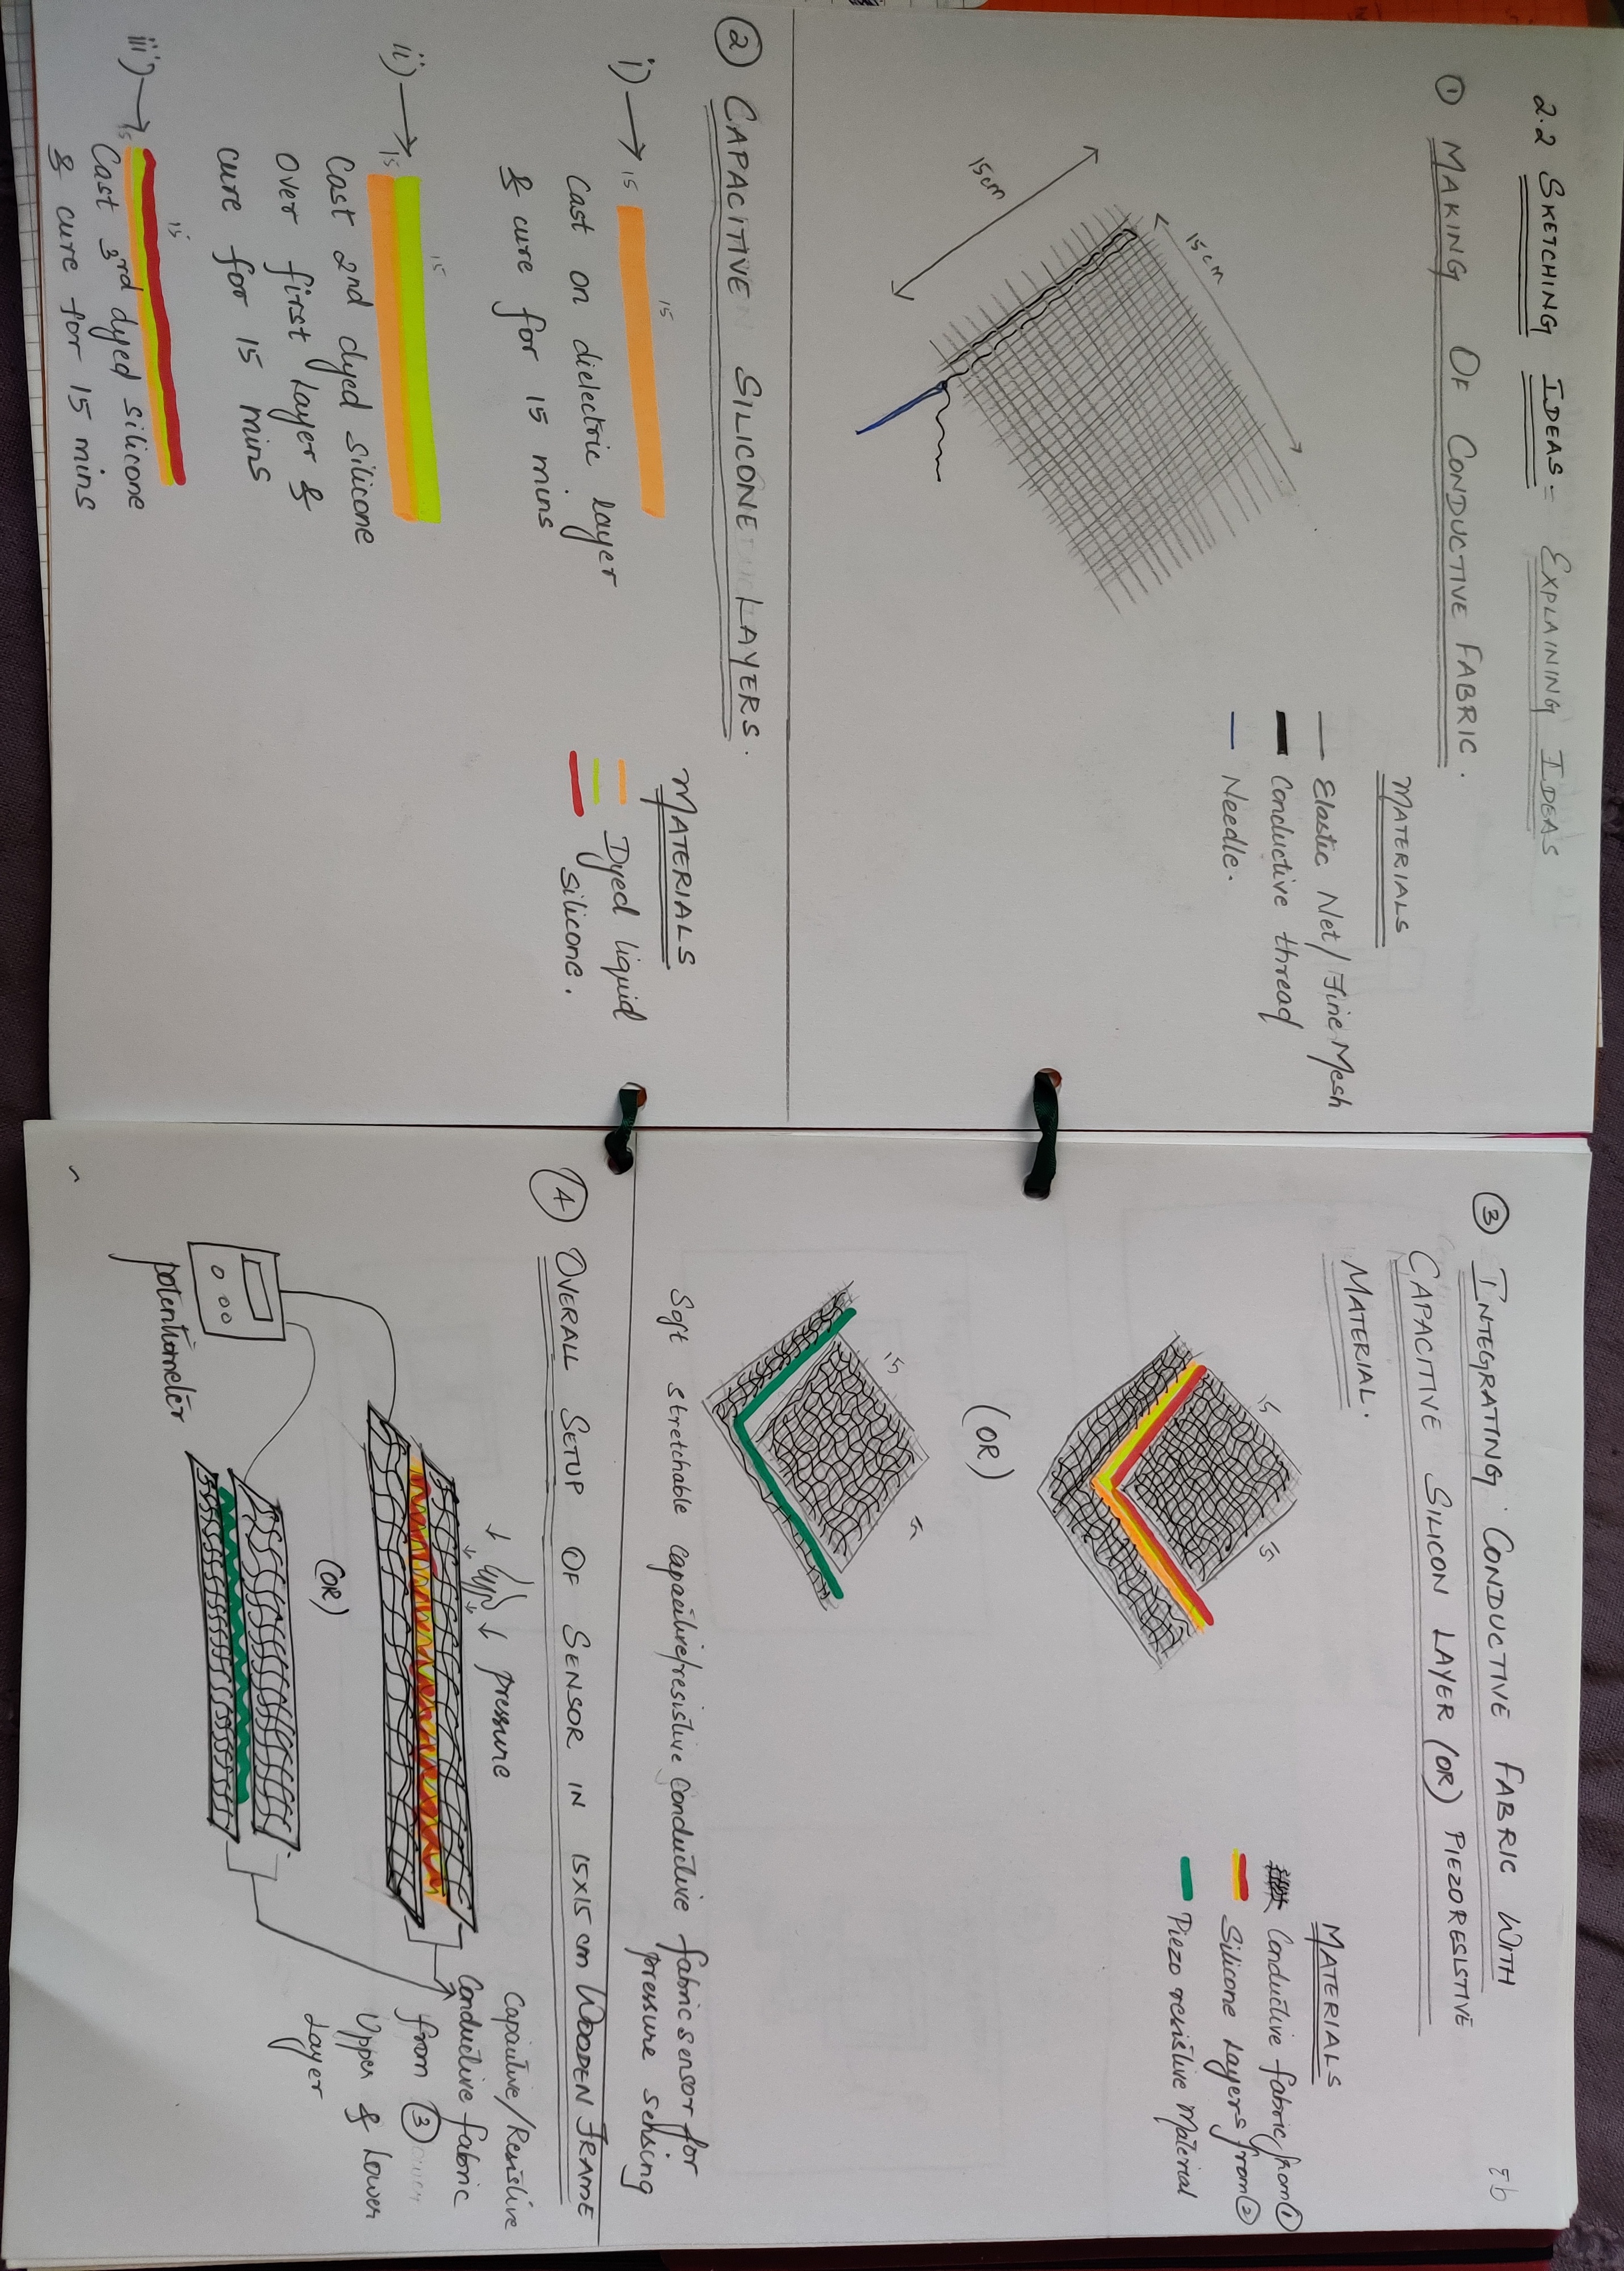 2.2 SKETCHING IDEAS - EXPLAINING IDEAS
① MAKING OF CONDUCTIVE FABRIC.
15cm
15cm
MATERIALS
Elastic Net/Fine Mesh
Conductive thread
Needle.
② CAPACITIVE SILICONE LAYERS.
i) → 15
15
Cast on dielectric layer
& cure for 15 mins
ii) → 15
15
Cast 2nd dyed silicone
Over first layer &
cure for 15 mins
iii) → 15
15
Cast 3rd dyed silicone
& cure for 15 mins
MATERIALS
Dyed liquid
silicone.
③ INTEGRATING CONDUCTIVE FABRIC WITH
CAPACITIVE SILICON LAYER (OR) PIEZORESISTIVE
MATERIAL.
15
15
(OR)
15
MATERIALS
Conductive fabric from ①
Silicone Layers from ②
Piezo resistive Material
Soft stretchable capacitive/resistive Conductive fabric sensor for
pressure sensing
④ OVERALL SETUP OF SENSOR IN 15X15 cm WOODEN FRAME
pressure
(OR)
potentiometer
Capacitive/Resistive
Conductive fabric
from ③
Upper & Lower
Layer